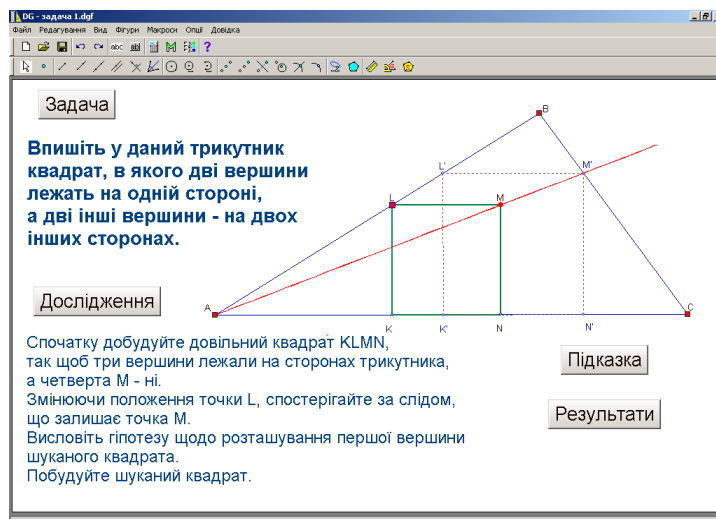 DG - задача 1.dgf
Файл Редагування Вид Фігури Макроси Опції Довідка
abc ab|
Задача
Впишіть у даний трикутник
квадрат, в якого дві вершини
лежать на одній стороні,
а дві інші вершини - на двох
інших сторонах.
B
L' M'
L M
A C
K K' N N'
Дослідження
Спочатку добудуйте довільний квадрат KLMN,
так щоб три вершини лежали на сторонах трикутника,
а четверта М - ні.
Змінюючи положення точки L, спостерігайте за слідом,
що залишає точка М.
Висловіть гіпотезу щодо розташування першої вершини
шуканого квадрата.
Побудуйте шуканий квадрат.
Підказка
Результати